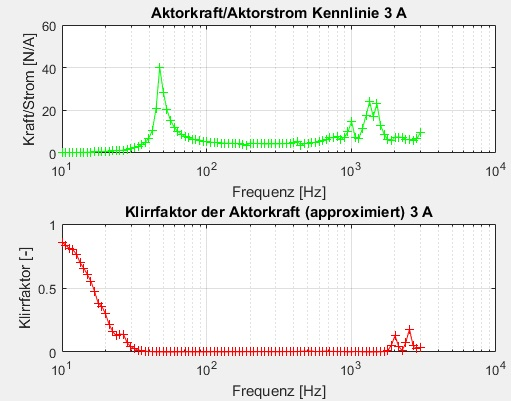 Aktorkraft/Aktorstrom Kennlinie 3 A
60
40
20
0
Kraft/Strom [N/A]
10^1 10^2 10^3 10^4
Frequenz [Hz]
Klirrfaktor der Aktorkraft (approximiert) 3 A
1
0.5
0
Klirrfaktor [-]
10^1 10^2 10^3 10^4
Frequenz [Hz]